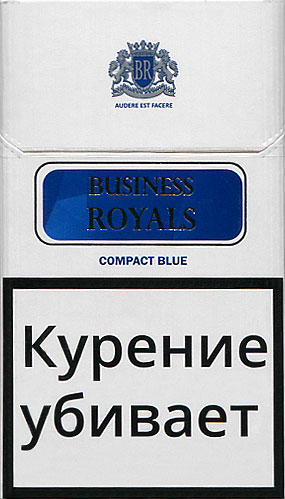 BR
AUDERE EST FACERE
BUSINESS
ROYALS
COMPACT BLUE
Курение
убивает